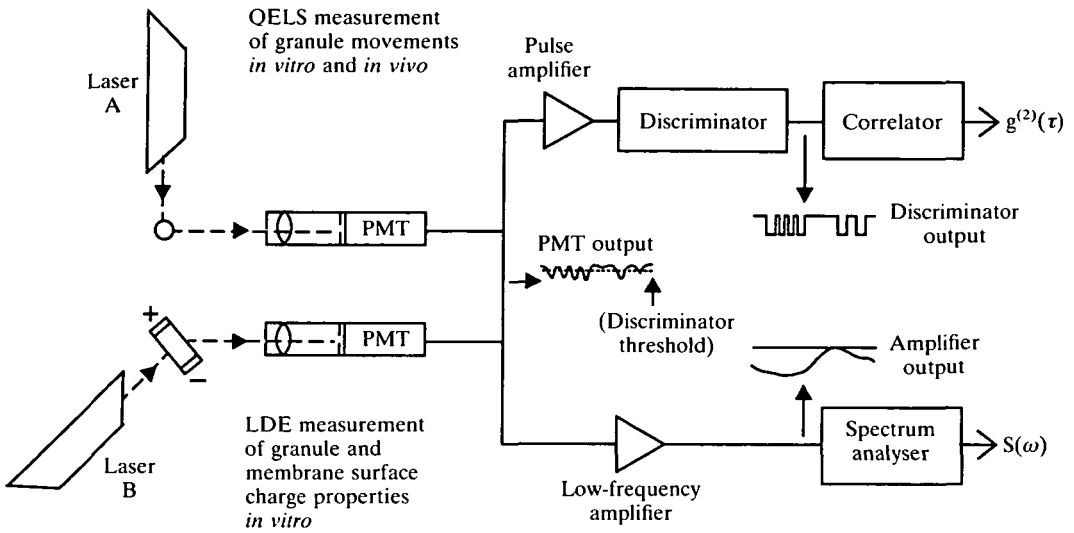 QELS measurement
of granule movements
in vitro and in vivo
Laser
A
Pulse
amplifier
Discriminator
Correlator
g(2)(τ)
PMT
Discriminator
output
PMT output
(Discriminator
threshold)
+
−
PMT
Amplifier
output
LDE measurement
of granule and
membrane surface
charge properties
in vitro
Laser
B
Low-frequency
amplifier
Spectrum
analyser
S(ω)